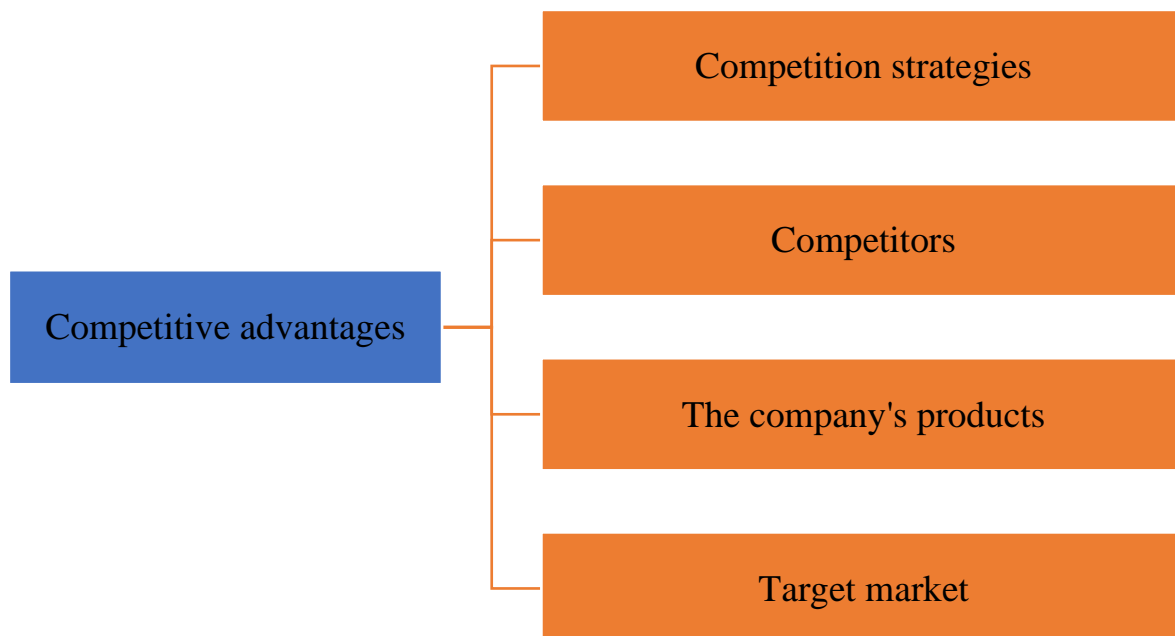 Competition strategies
Competitors
Competitive advantages
The company's products
Target market